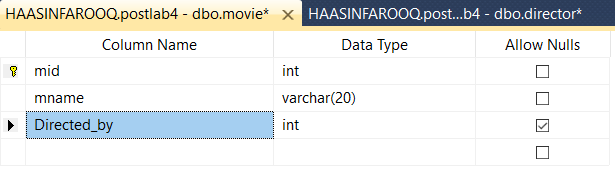 HAASINFAROOQ.postlab4 - dbo.movie* HAASINFAROOQ.post...b4 - dbo.director*
Column Name Data Type Allow Nulls
mid int
mname varchar(20)
Directed_by int